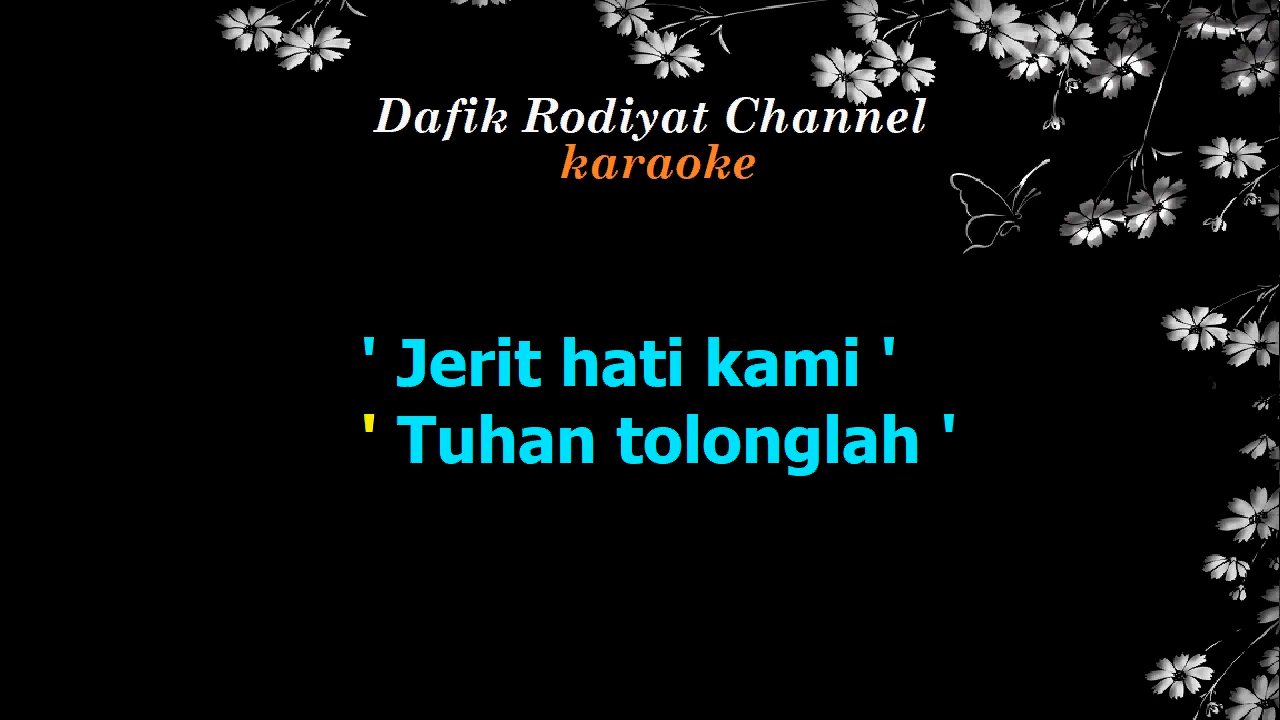 Dafik Rodiyat Channel
karaoke
' Jerit hati kami '
' Tuhan tolonglah '